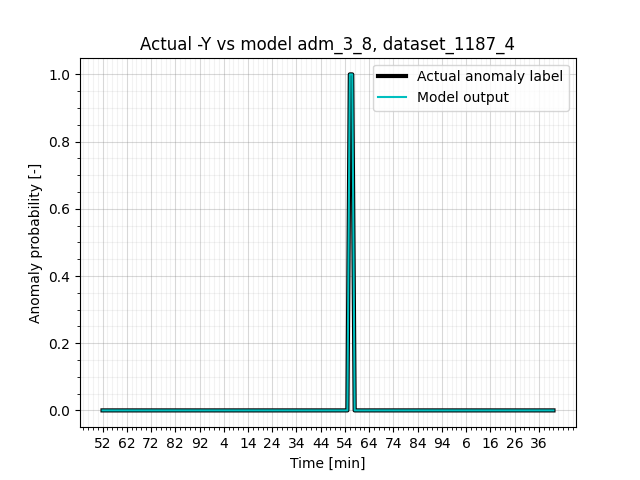 Actual -Y vs model adm_3_8, dataset_1187_4
Actual anomaly label
Model output
Anomaly probability [-]
1.0
0.8
0.6
0.4
0.2
0.0
52 62 72 82 92 4 14 24 34 44 54 64 74 84 94 6 16 26 36
Time [min]